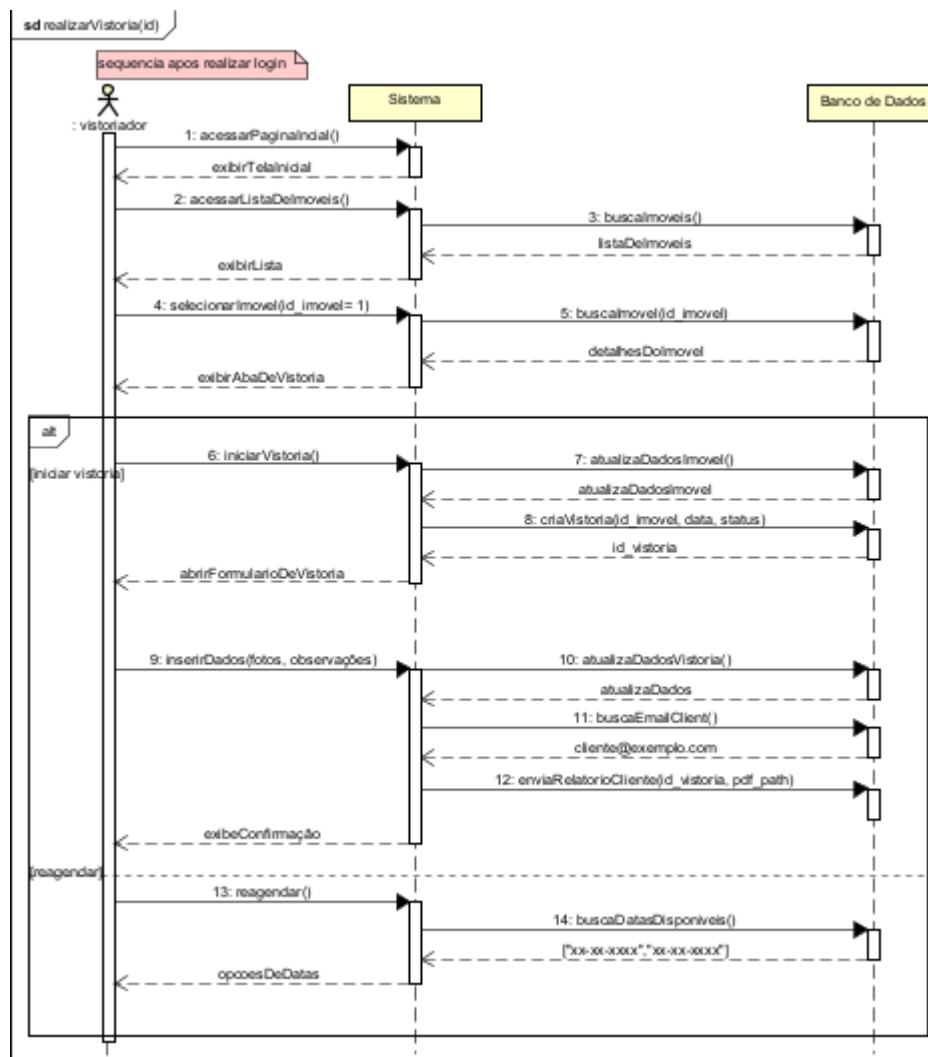 sd realizarVistoria(id)
sequencia apos realizar login
Sistema
Banco de Dados
: vistoriador
1: acessarPaginaIncial()
exibirTelaInicial
2: acessarListaDeImoveis()
3: buscaImoveis()
listaDeImoveis
exibirLista
4: selecionarImovel(id_imovel= 1)
5: buscaImovel(id_imovel)
detalhesDoImovel
exibirAbaDeVistoria
alt
6: iniciarVistoria()
7: atualizaDadosImovel()
[iniciar vistoria]
atualizaDadosImovel
8: criaVistoria(id_imovel, data, status)
id_vistoria
abrirFormularioDeVistoria
9: inserirDados(fotos, observações)
10: atualizaDadosVistoria()
atualizaDados
11: buscaEmailClient()
cliente@exemplo.com
12: enviaRelatorioCliente(id_vistoria, pdf_path)
exibeConfirmação
[reagendar]
13: reagendar()
14: buscaDatasDisponiveis()
["xx-xx-xxxx","xx-xx-xxxx"]
opcoesDeDatas